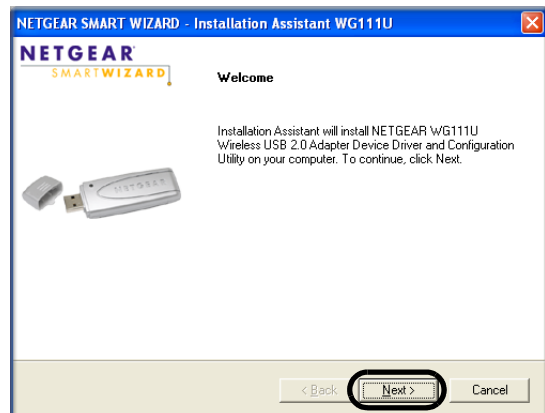 NETGEAR SMART WIZARD - Installation Assistant WG111U
NETGEAR
SMARTWIZARD
Welcome
Installation Assistant will install NETGEAR WG111U
Wireless USB 2.0 Adapter Device Driver and Configuration
Utility on your computer. To continue, click Next.
NETGEAR
< Back
Next >
Cancel